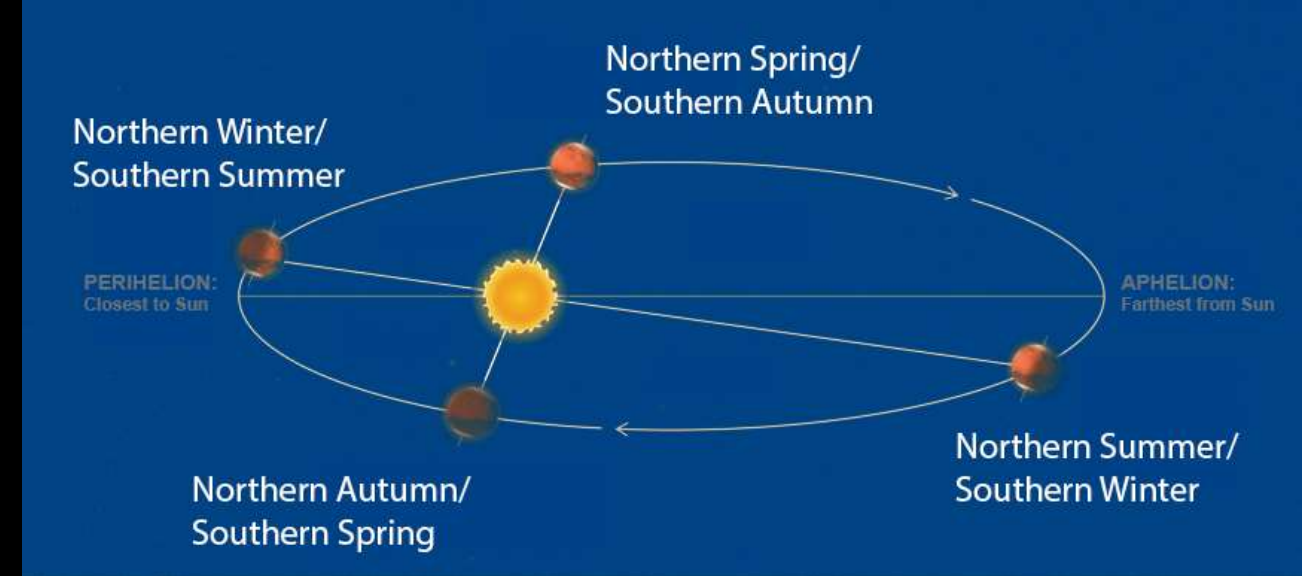 Northern Spring/
Southern Autumn
Northern Winter/
Southern Summer
PERIHELION:
Closest to Sun
APHELION:
Farthest from Sun
Northern Summer/
Southern Winter
Northern Autumn/
Southern Spring